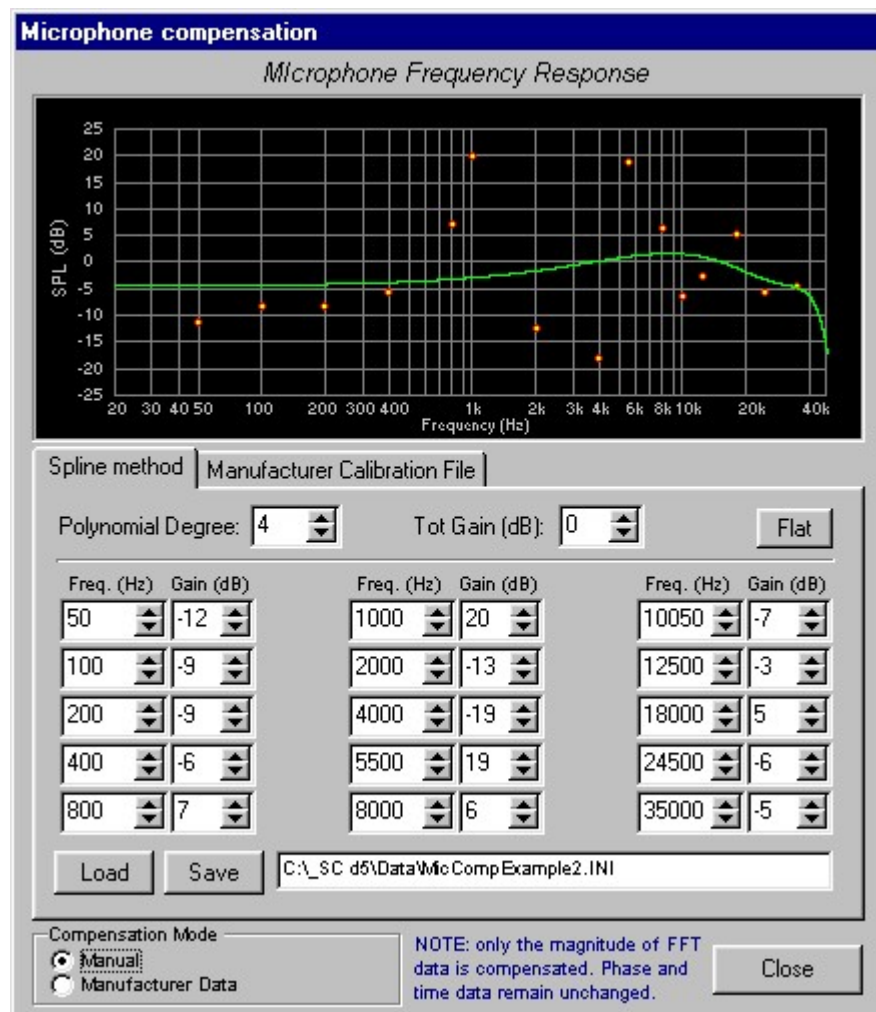 Microphone compensation
MIcrophone Frequency Response
25
20
15
10
5
0
-5
-10
-15
-20
-25
SPL (dB)
20 30 40 50 100 200 300 400 1k 2k 3k 4k 6k 8k 10k 20k 40k
Frequency (Hz)
Spline method Manufacturer Calibration File
Polynomial Degree: 4 Tot Gain (dB): 0 Flat
Freq. (Hz) Gain (dB) Freq. (Hz) Gain (dB) Freq. (Hz) Gain (dB)
50 -12 1000 20 10050 -7
100 -9 2000 -13 12500 -3
200 -9 4000 -19 18000 5
400 -6 5500 19 24500 -6
800 7 8000 6 35000 -5
Load Save C:\_SC d5\Data\MicCompExample2.INI
Compensation Mode
Manual
Manufacturer Data
NOTE: only the magnitude of FFT
data is compensated. Phase and
time data remain unchanged.
Close